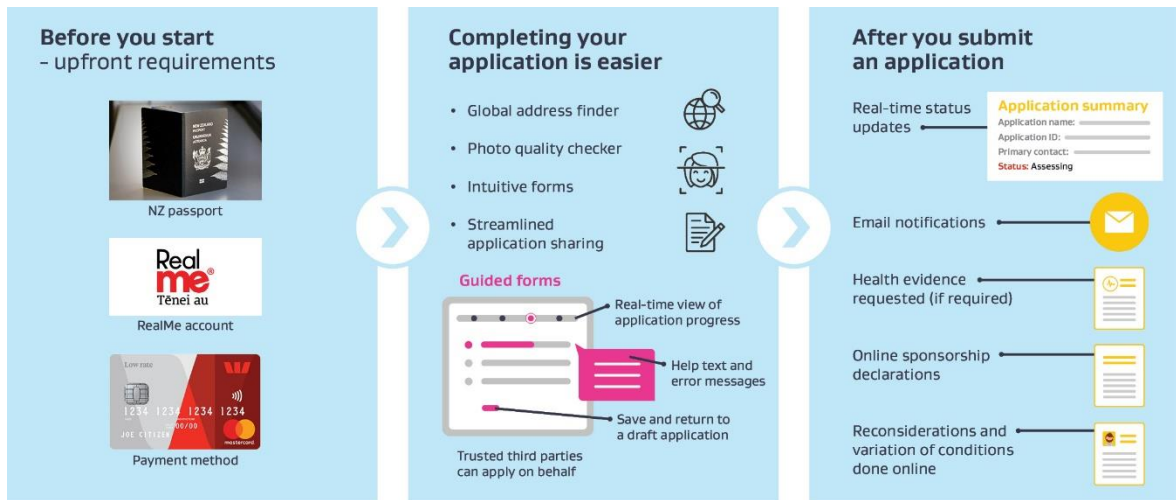 Before you start
- upfront requirements
NEW ZEALAND
PASSPORT
NZ passport
Real
me®
Tēnei au
RealMe account
Low rate
1234 1234 1234 1234
00/00
JOE CITIZEN
mastercard
Payment method
Completing your
application is easier
• Global address finder
• Photo quality checker
• Intuitive forms
• Streamlined
application sharing
Guided forms
Real-time view of
application progress
Help text and
error messages
Save and return to
a draft application
Trusted third parties
can apply on behalf
After you submit
an application
Real-time status
updates
Application summary
Application name:
Application ID:
Primary contact:
Status: Assessing
Email notifications
Health evidence
requested (if required)
Online sponsorship
declarations
Reconsiderations and
variation of conditions
done online